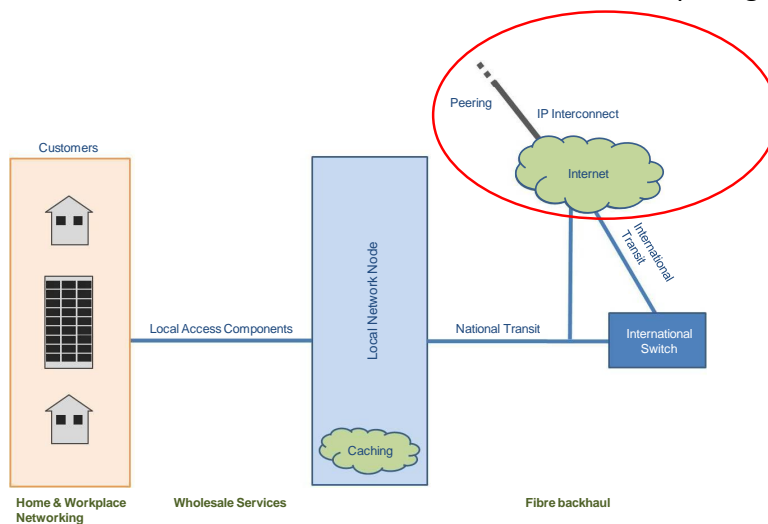 Peering
IP Interconnect
Customers
Internet
International
Transit
Local Network Node
Local Access Components
National Transit
International
Switch
Caching
Home & Workplace
Networking
Wholesale Services
Fibre backhaul